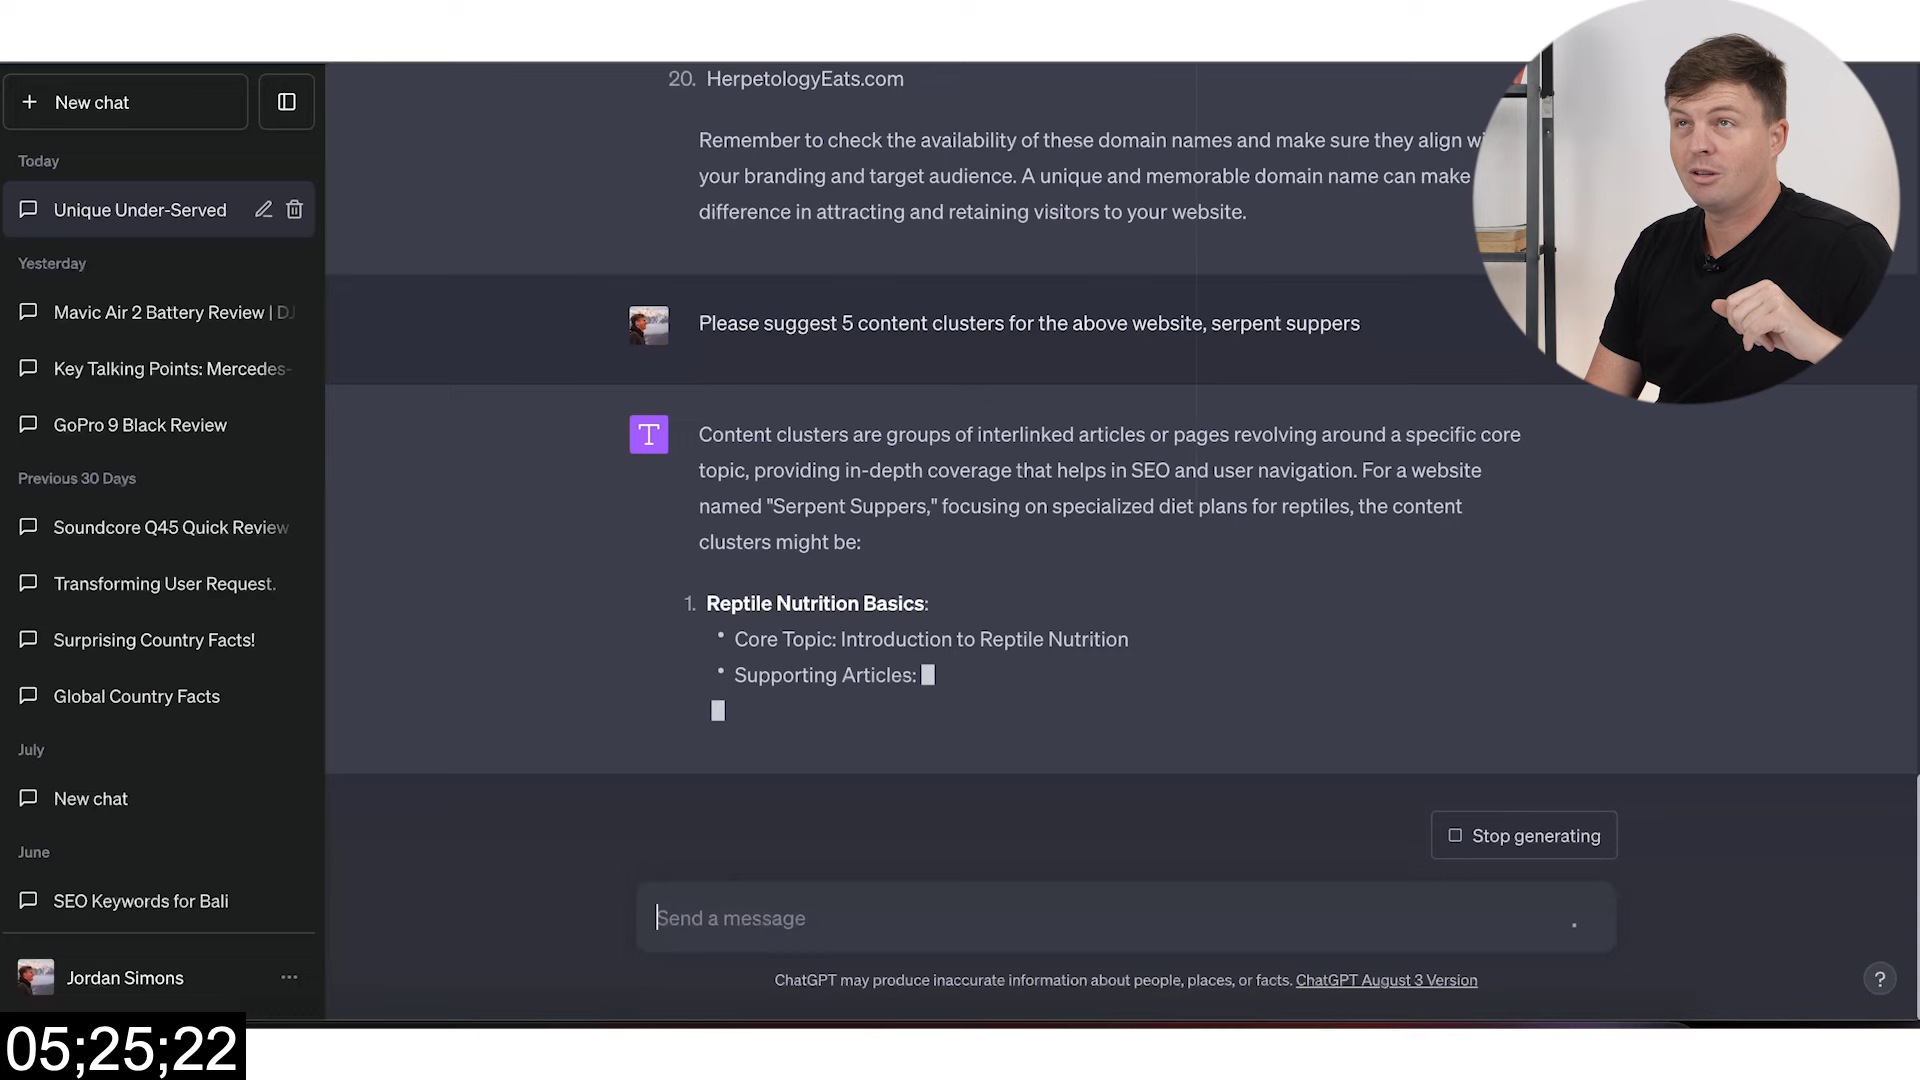 New chat
Today
Unique Under-Served
Yesterday
Mavic Air 2 Battery Review | DJ
Key Talking Points: Mercedes-
GoPro 9 Black Review
Previous 30 Days
Soundcore Q45 Quick Review
Transforming User Request.
Surprising Country Facts!
Global Country Facts
July
New chat
June
SEO Keywords for Bali
Jordan Simons
05;25;22
20. HerpetologyEats.com
Remember to check the availability of these domain names and make sure they align wi
your branding and target audience. A unique and memorable domain name can make
difference in attracting and retaining visitors to your website.
Please suggest 5 content clusters for the above website, serpent suppers
T
Content clusters are groups of interlinked articles or pages revolving around a specific core
topic, providing in-depth coverage that helps in SEO and user navigation. For a website
named "Serpent Suppers," focusing on specialized diet plans for reptiles, the content
clusters might be:
1. Reptile Nutrition Basics:
• Core Topic: Introduction to Reptile Nutrition
• Supporting Articles:
Stop generating
Send a message
ChatGPT may produce inaccurate information about people, places, or facts. ChatGPT August 3 Version
?